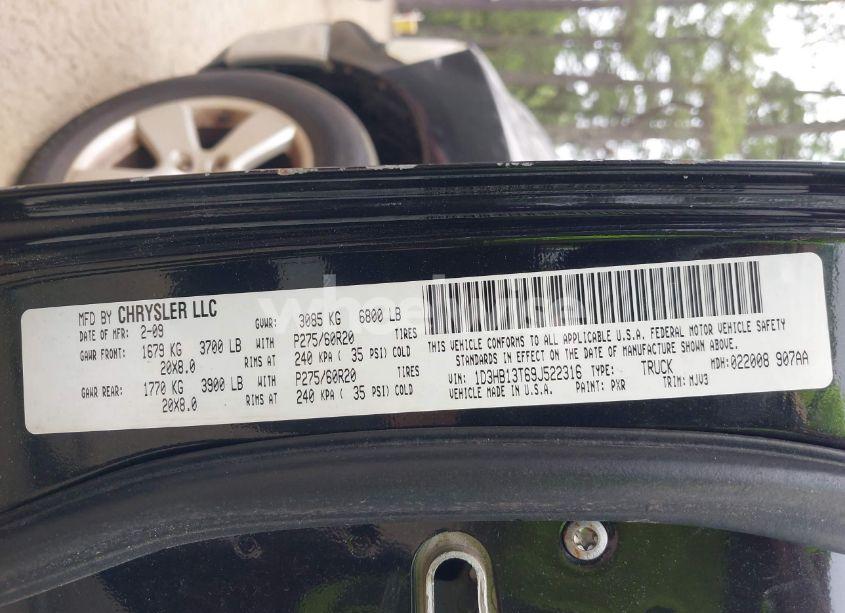 MFD BY CHRYSLER LLC
DATE OF MFR: 2-09 GVWR: 3085 KG 6800 LB
GAWR FRONT: 1679 KG 3700 LB WITH P275/60R20 TIRES
20X8.0 RIMS AT 240 KPA ( 35 PSI) COLD
GAWR REAR: 1770 KG 3900 LB WITH P275/60R20 TIRES
20X8.0 RIMS AT 240 KPA ( 35 PSI) COLD
THIS VEHICLE CONFORMS TO ALL APPLICABLE U.S.A. FEDERAL MOTOR VEHICLE SAFETY
STANDARDS IN EFFECT ON THE DATE OF MANUFACTURE SHOWN ABOVE.
MDH: 022008 907AA
VIN: 1D3HB13T69J522316 TYPE: TRUCK
VEHICLE MADE IN U.S.A. PAINT: PXR TRIM: MJV3